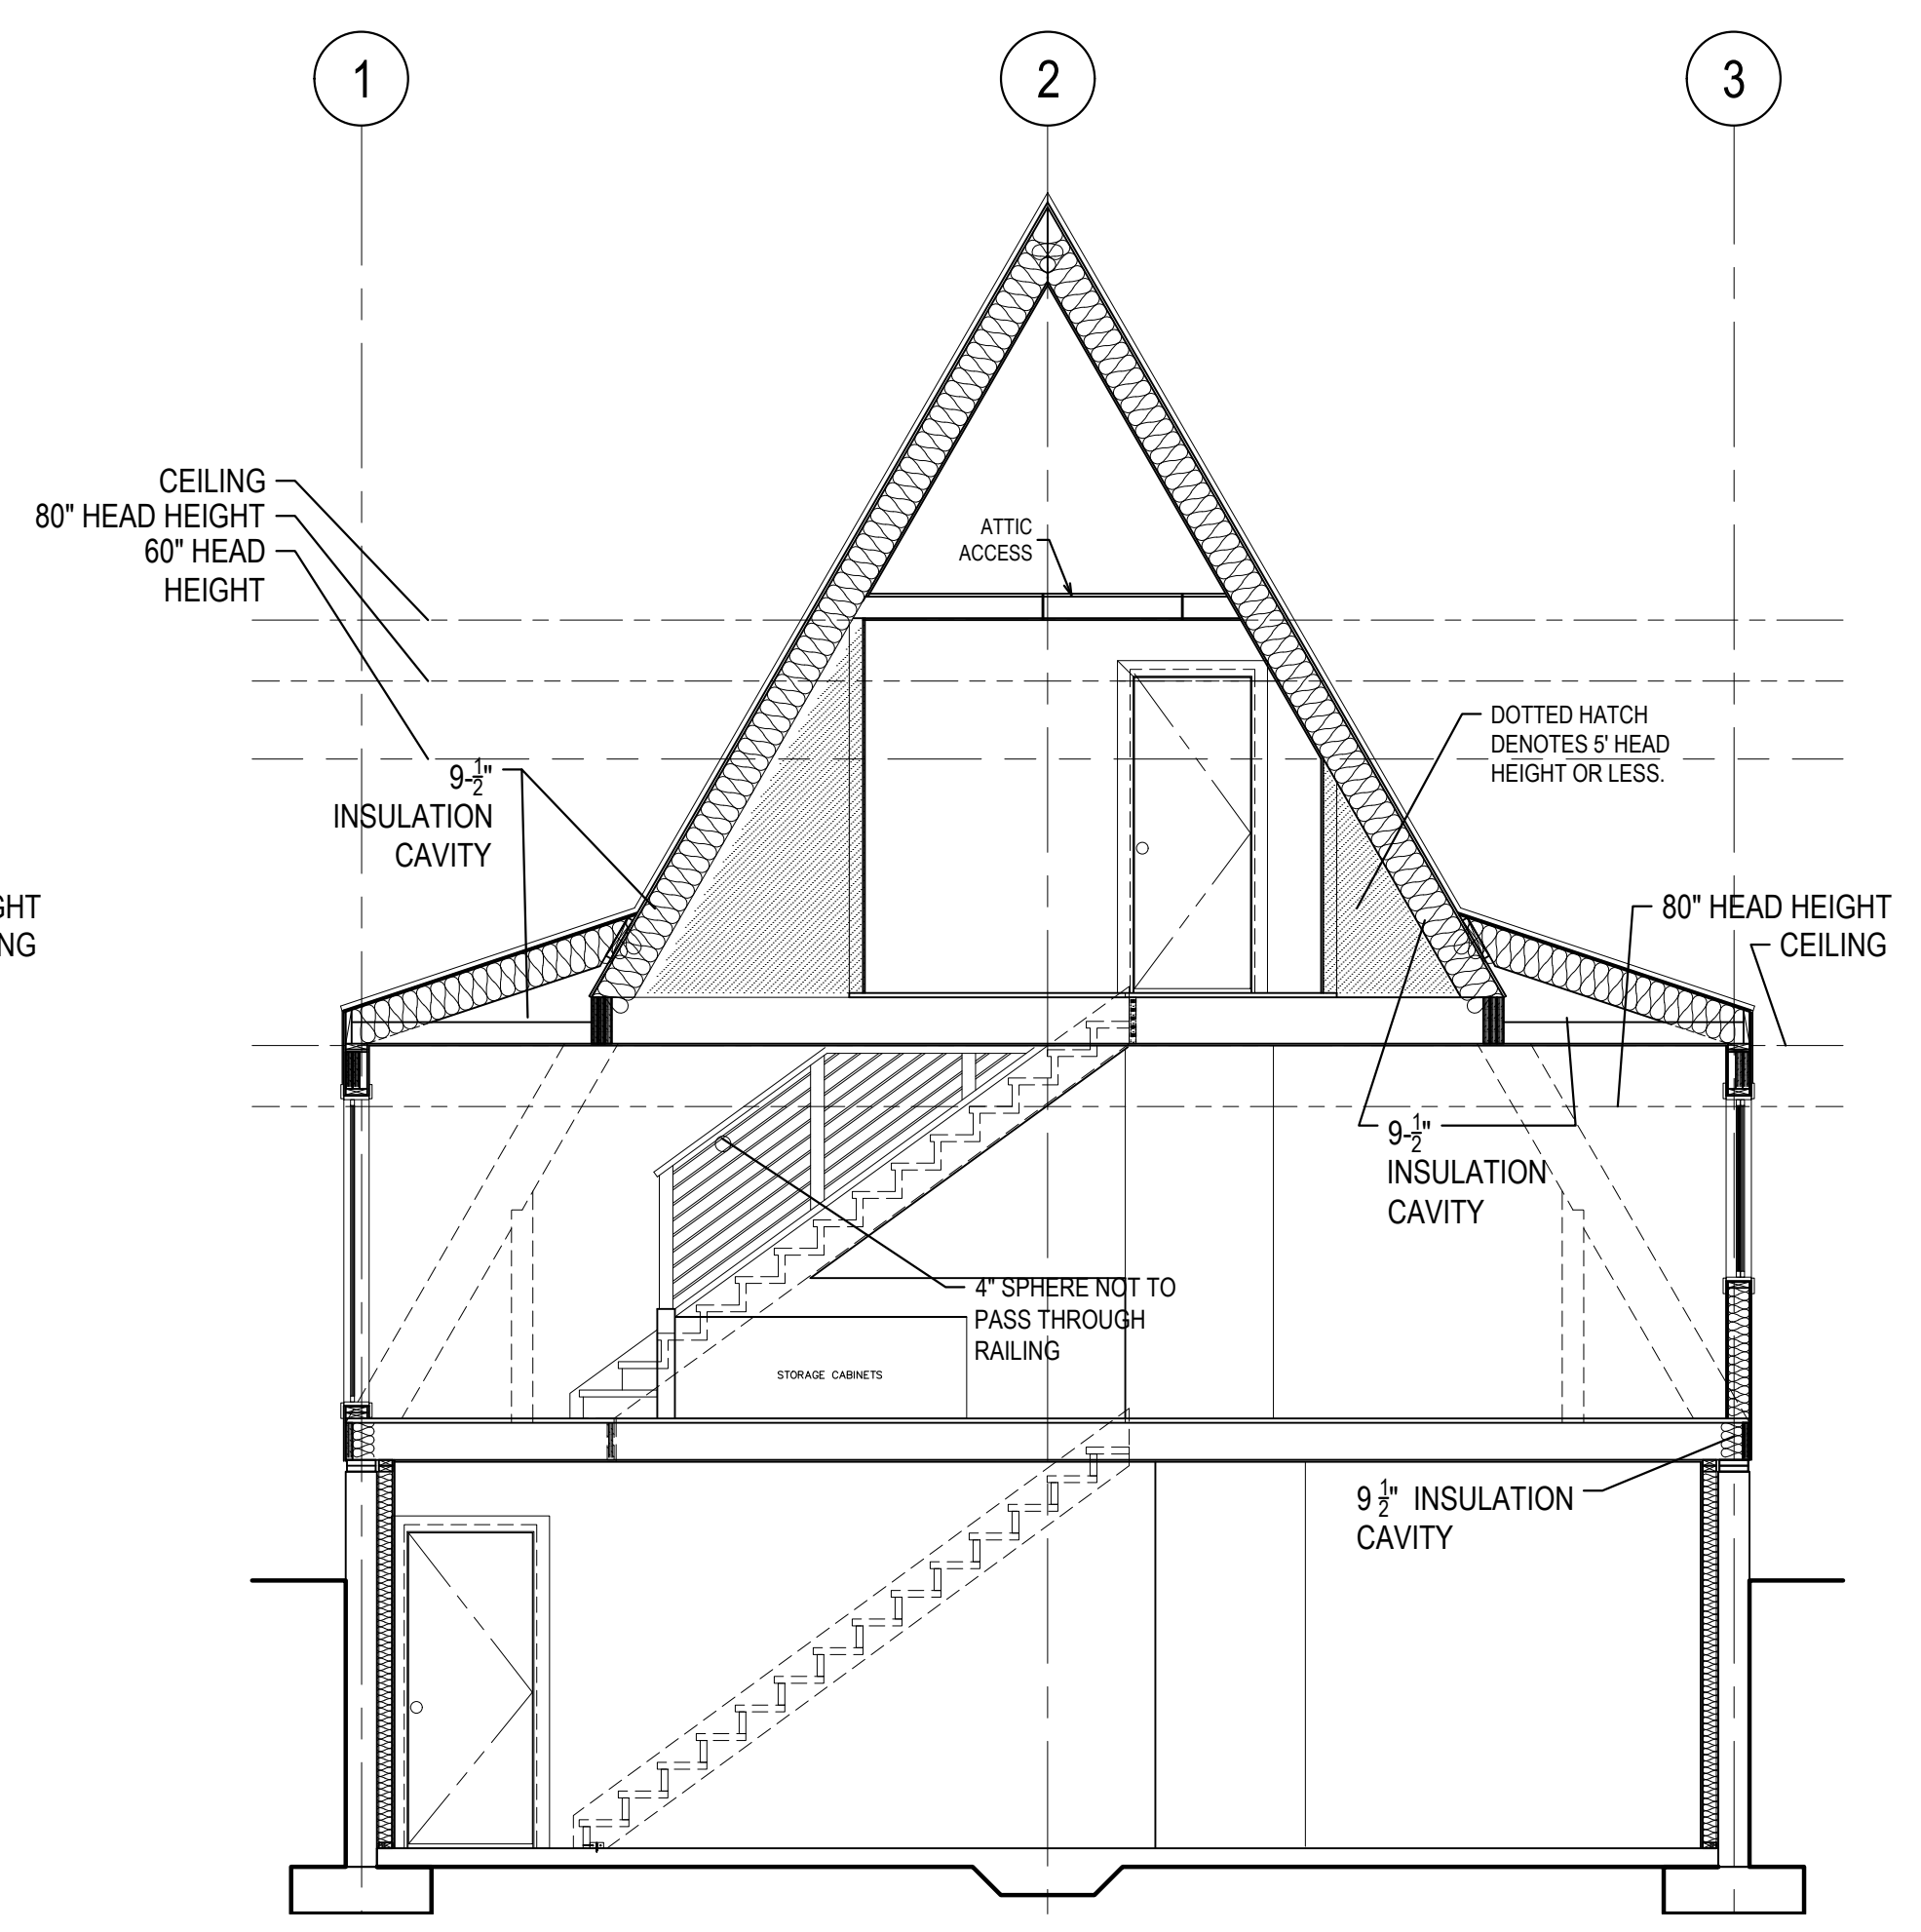 1
2
3
CEILING
80" HEAD HEIGHT
60" HEAD
HEIGHT
ATTIC
ACCESS
DOTTED HATCH
DENOTES 5' HEAD
HEIGHT OR LESS.
9-½"
INSULATION
CAVITY
GHT
NG
80" HEAD HEIGHT
CEILING
9-½"
INSULATION
CAVITY
4" SPHERE NOT TO
PASS THROUGH
RAILING
STORAGE CABINETS
9 ½" INSULATION
CAVITY